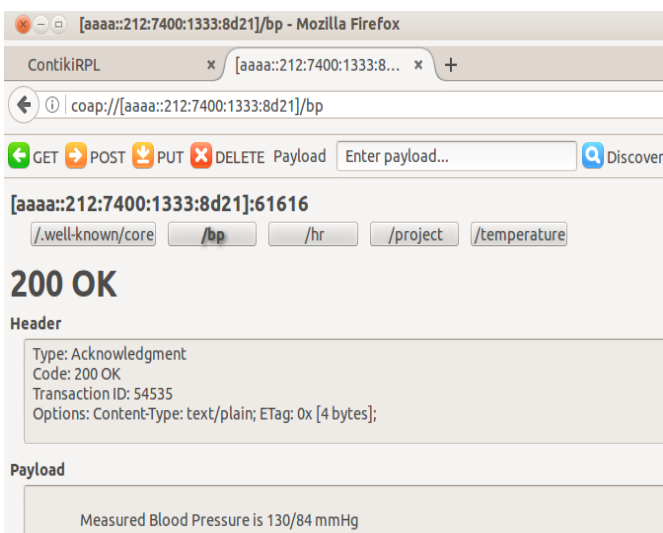 [aaaa::212:7400:1333:8d21]/bp - Mozilla Firefox
ContikiRPL × [aaaa::212:7400:1333:8... × +
coap://[aaaa::212:7400:1333:8d21]/bp
GET POST PUT DELETE Payload Enter payload... Discover
[aaaa::212:7400:1333:8d21]:61616
/.well-known/core /bp /hr /project /temperature
200 OK
Header
Type: Acknowledgment
Code: 200 OK
Transaction ID: 54535
Options: Content-Type: text/plain; ETag: 0x [4 bytes];
Payload
Measured Blood Pressure is 130/84 mmHg